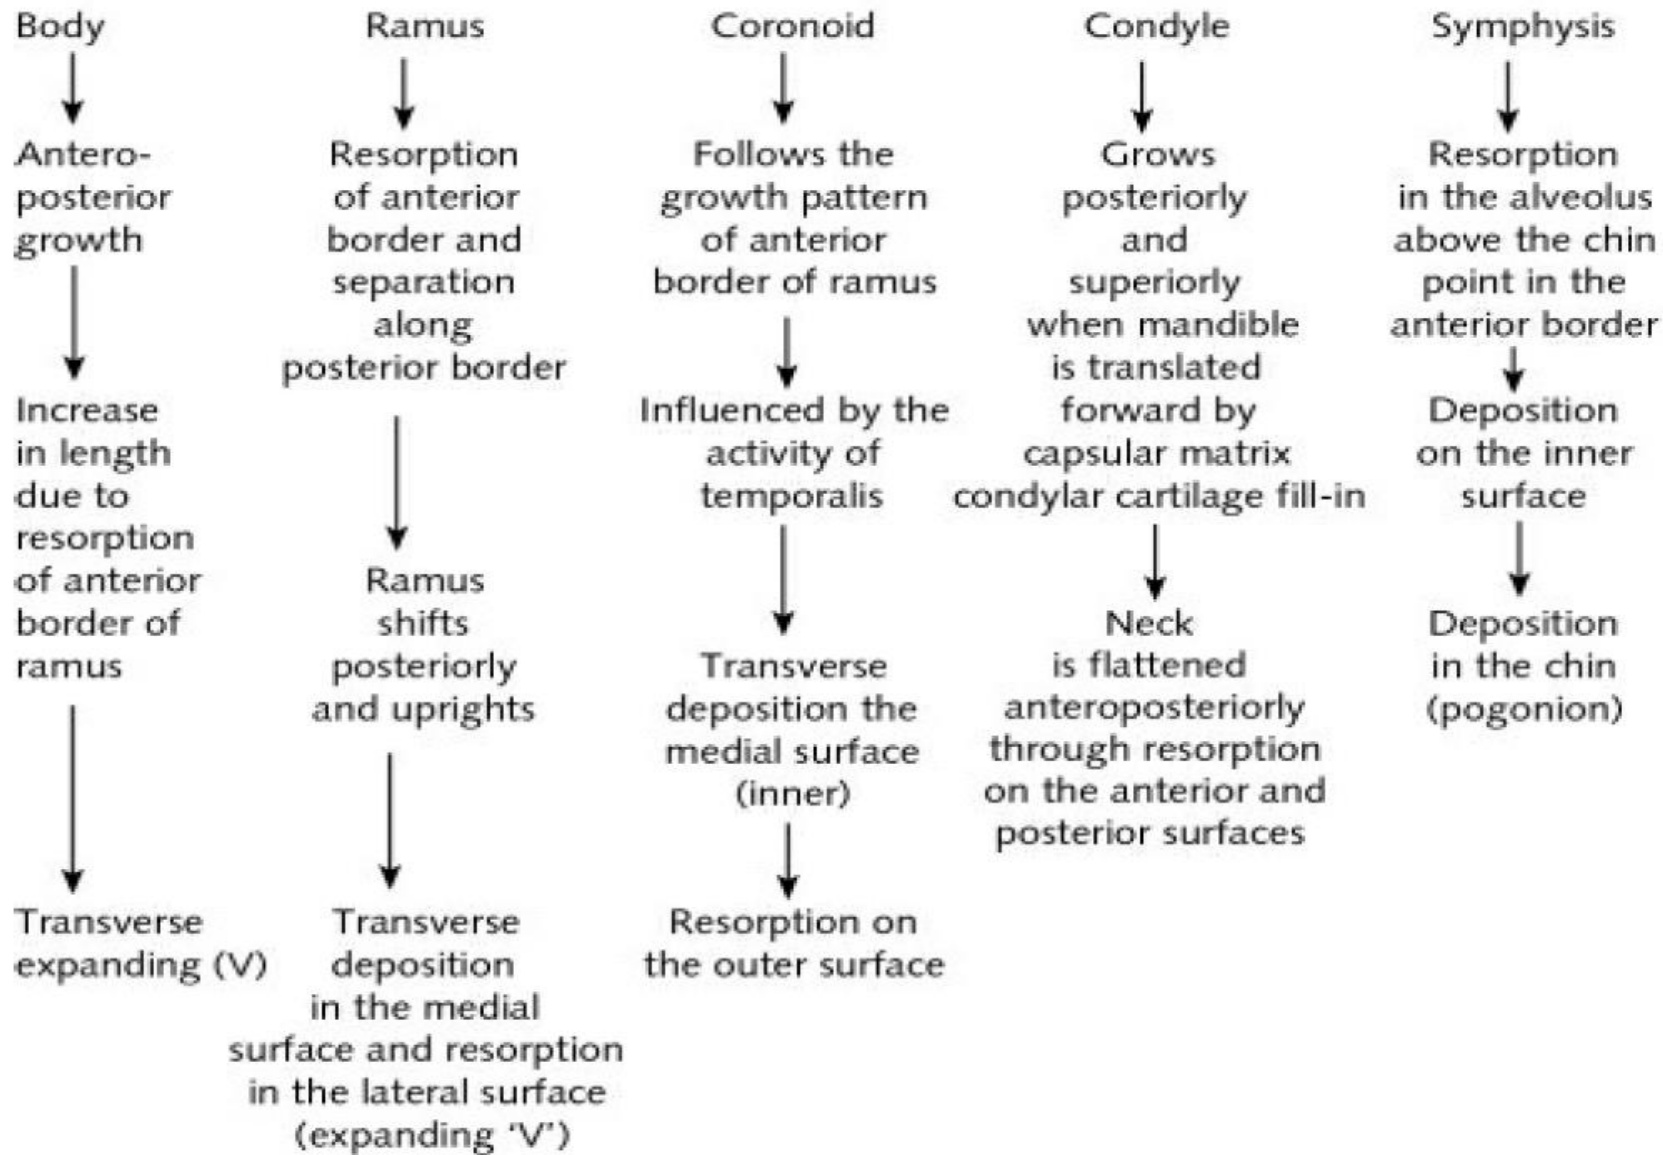 Body
Antero-
posterior
growth
Increase
in length
due to
resorption
of anterior
border of
ramus
Transverse
expanding (V)
Ramus
Resorption
of anterior
border and
separation
along
posterior border
Ramus
shifts
posteriorly
and uprights
Transverse
deposition
in the medial
surface and resorption
in the lateral surface
(expanding ‘V’)
Coronoid
Follows the
growth pattern
of anterior
border of ramus
Influenced by the
activity of
temporalis
Transverse
deposition the
medial surface
(inner)
Resorption on
the outer surface
Condyle
Grows
posteriorly
and
superiorly
when mandible
is translated
forward by
capsular matrix
condylar cartilage fill-in
Neck
is flattened
anteroposteriorly
through resorption
on the anterior and
posterior surfaces
Symphysis
Resorption
in the alveolus
above the chin
point in the
anterior border
Deposition
on the inner
surface
Deposition
in the chin
(pogonion)